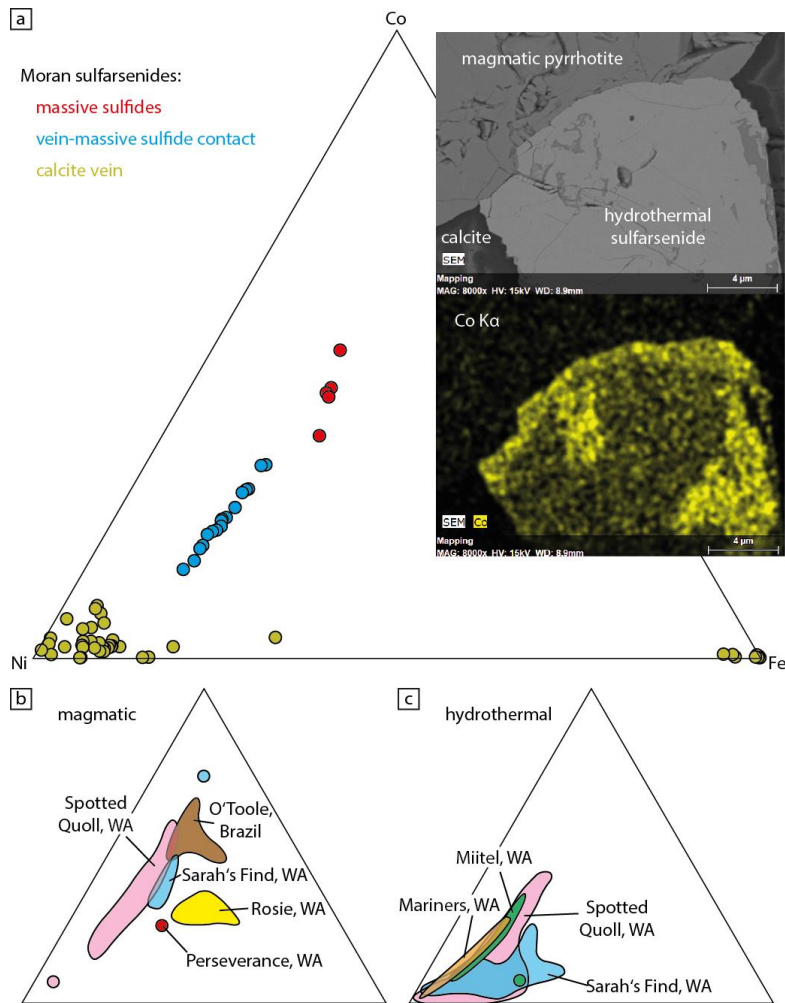 a
Co
Moran sulfarsenides:
massive sulfides
vein-massive sulfide contact
calcite vein
magmatic pyrrhotite
hydrothermal
sulfarsenide
calcite
SEM
Mapping
MAG: 8000x HV: 15kV WD: 8.9mm
4 µm
Co Kα
SEM Co
Mapping
MAG: 8000x HV: 15kV WD: 8.9mm
4 µm
Ni
Fe
b
magmatic
Spotted
Quoll, WA
O'Toole,
Brazil
Sarah's Find, WA
Rosie, WA
Perseverance, WA
c
hydrothermal
Miitel, WA
Mariners, WA
Spotted
Quoll, WA
Sarah's Find, WA